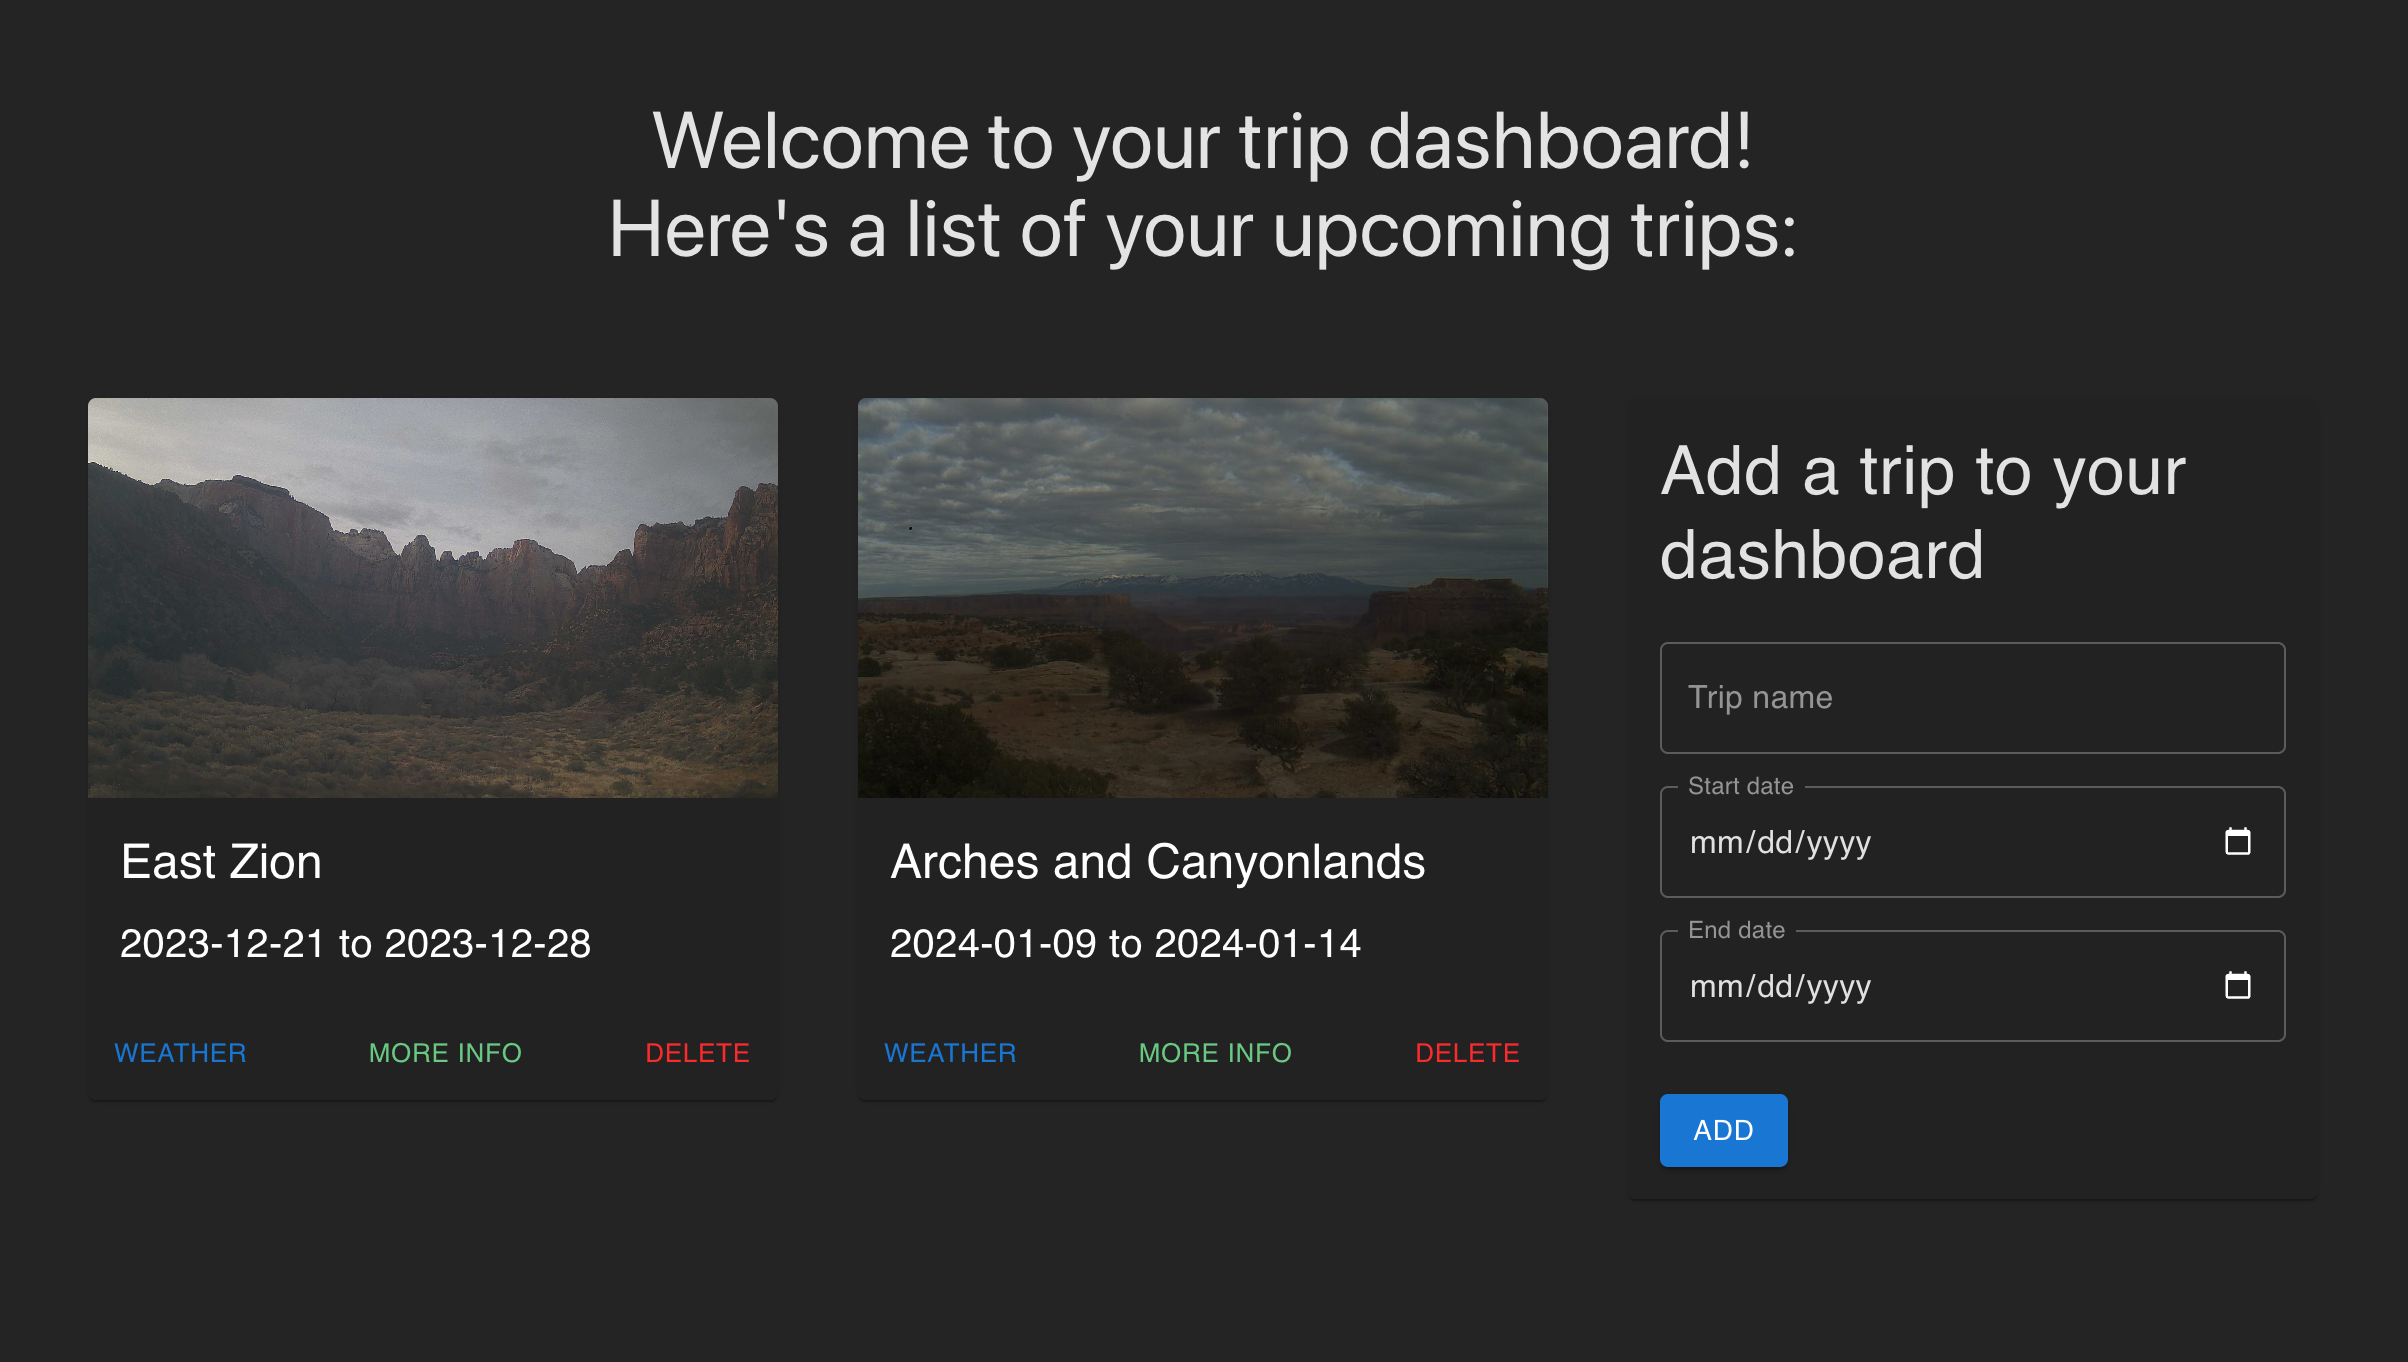 Welcome to your trip dashboard!
Here's a list of your upcoming trips:
East Zion
2023-12-21 to 2023-12-28
WEATHER
MORE INFO
DELETE
Arches and Canyonlands
2024-01-09 to 2024-01-14
WEATHER
MORE INFO
DELETE
Add a trip to your
dashboard
Trip name
Start date
mm/dd/yyyy
End date
mm/dd/yyyy
ADD